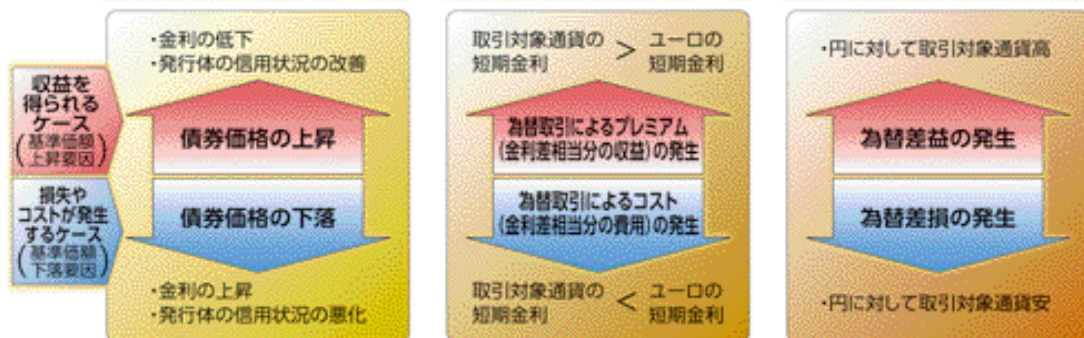 収益を
得られる
ケース
(基準価額
上昇要因)
損失や
コストが発生
するケース
(基準価額
下落要因)
・金利の低下
・発行体の信用状況の改善
債券価格の上昇
債券価格の下落
・金利の上昇
・発行体の信用状況の悪化
取引対象通貨の
短期金利
>
ユーロの
短期金利
為替取引によるプレミアム
(金利差相当分の収益)の発生
為替取引によるコスト
(金利差相当分の費用)の発生
取引対象通貨の
短期金利
<
ユーロの
短期金利
・円に対して取引対象通貨高
為替差益の発生
為替差損の発生
・円に対して取引対象通貨安